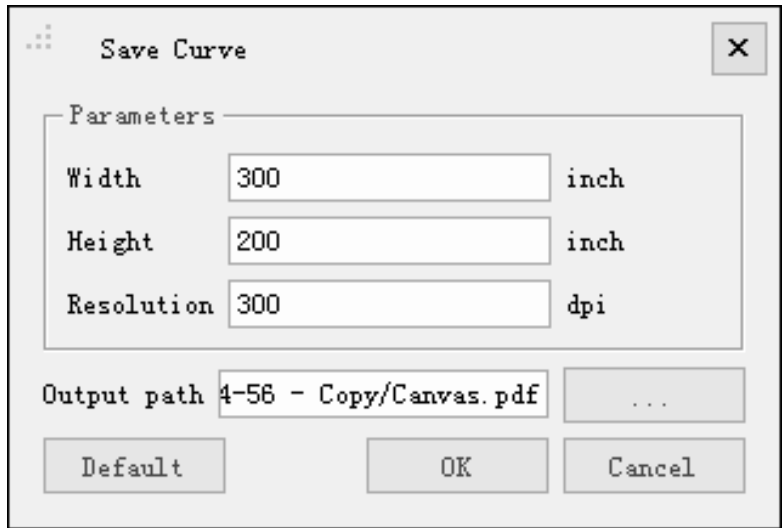 Save Curve
Parameters
Width 300 inch
Height 200 inch
Resolution 300 dpi
Output path 4-56 - Copy/Canvas.pdf ...
Default OK Cancel